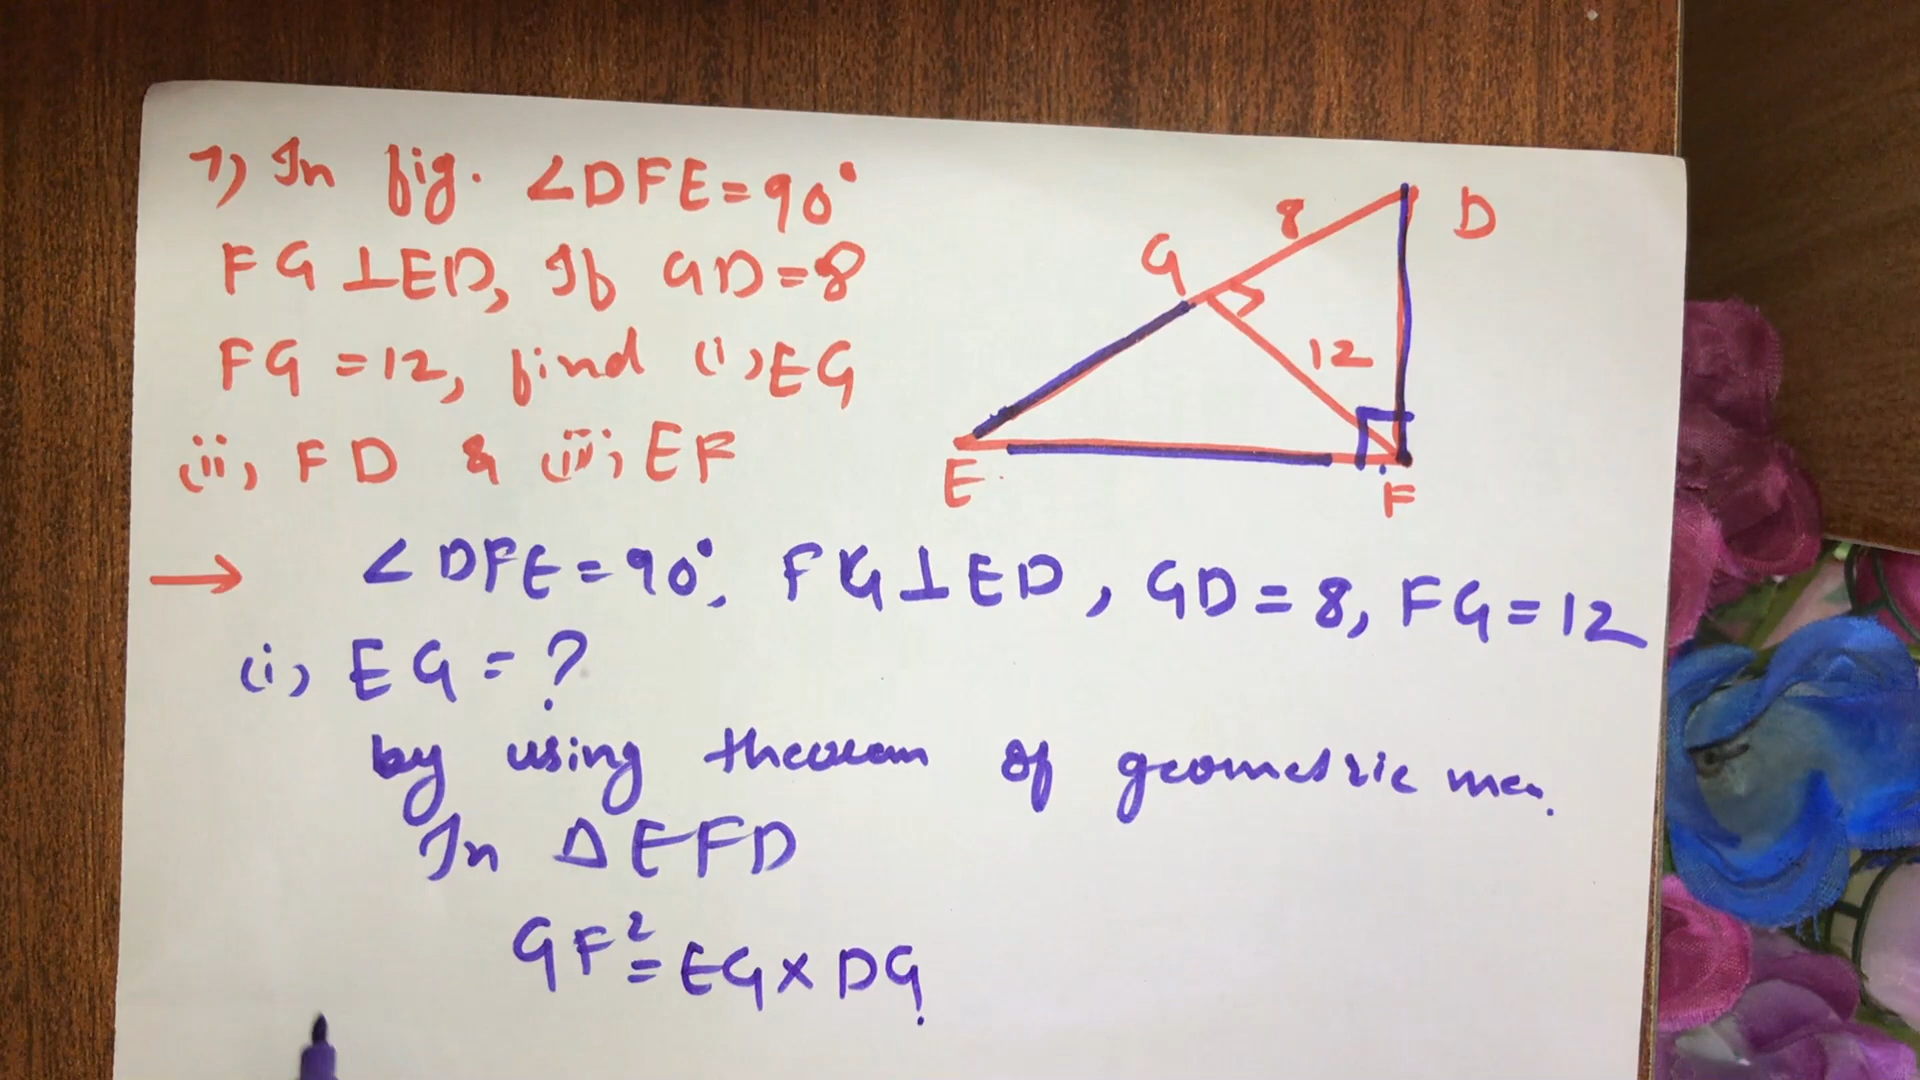 7) In fig. ∠DFE=90°
FG⊥ED, If GD=8
FG=12, find (i) EG
(ii) FD & (iii) EF
G
8
D
12
E
F
→ ∠DFE=90°, FG⊥ED, GD=8, FG=12
(i) EG=?
by using theorem of geometric mea.
In ΔEFD
GF²=EG×DG